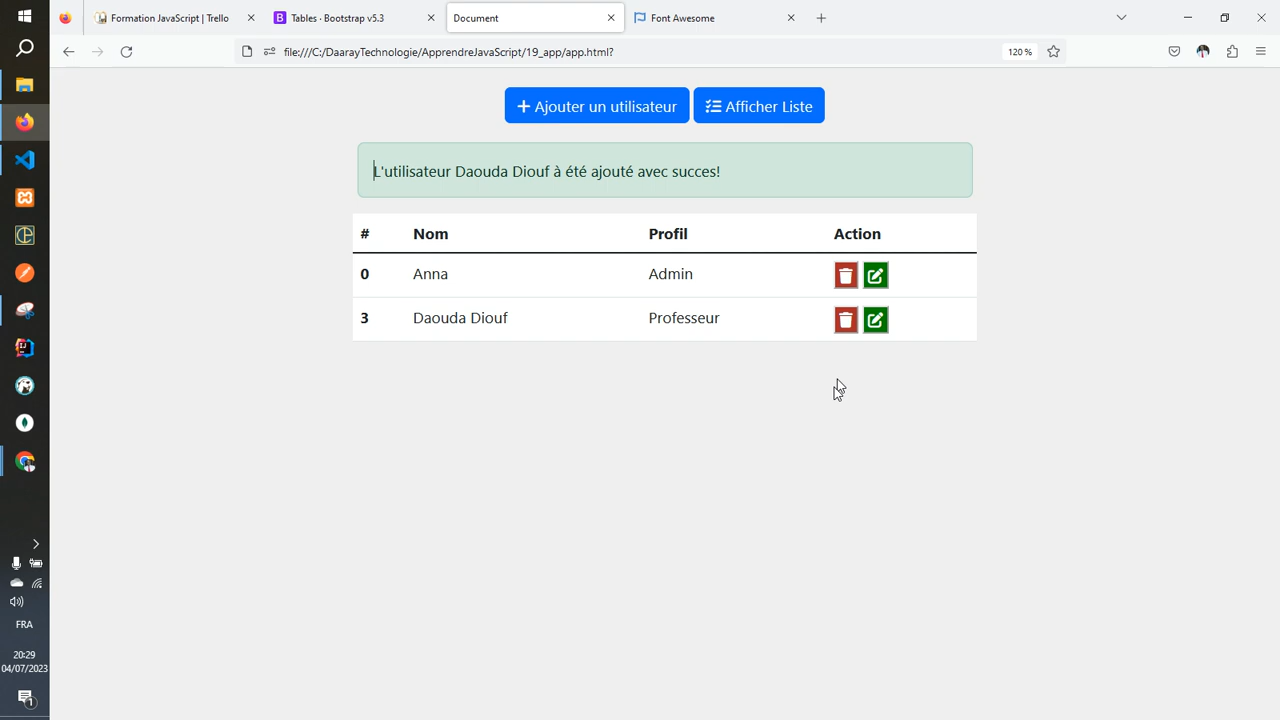 Formation JavaScript | Trello
Tables · Bootstrap v5.3
Document
Font Awesome
file:///C:/DaarayTechnologie/ApprendreJavaScript/19_app/app.html?
120 %
Ajouter un utilisateur
Afficher Liste
L'utilisateur Daouda Diouf à été ajouté avec succes!
# Nom Profil Action
0 Anna Admin
3 Daouda Diouf Professeur
FRA
20:29
04/07/2023
1